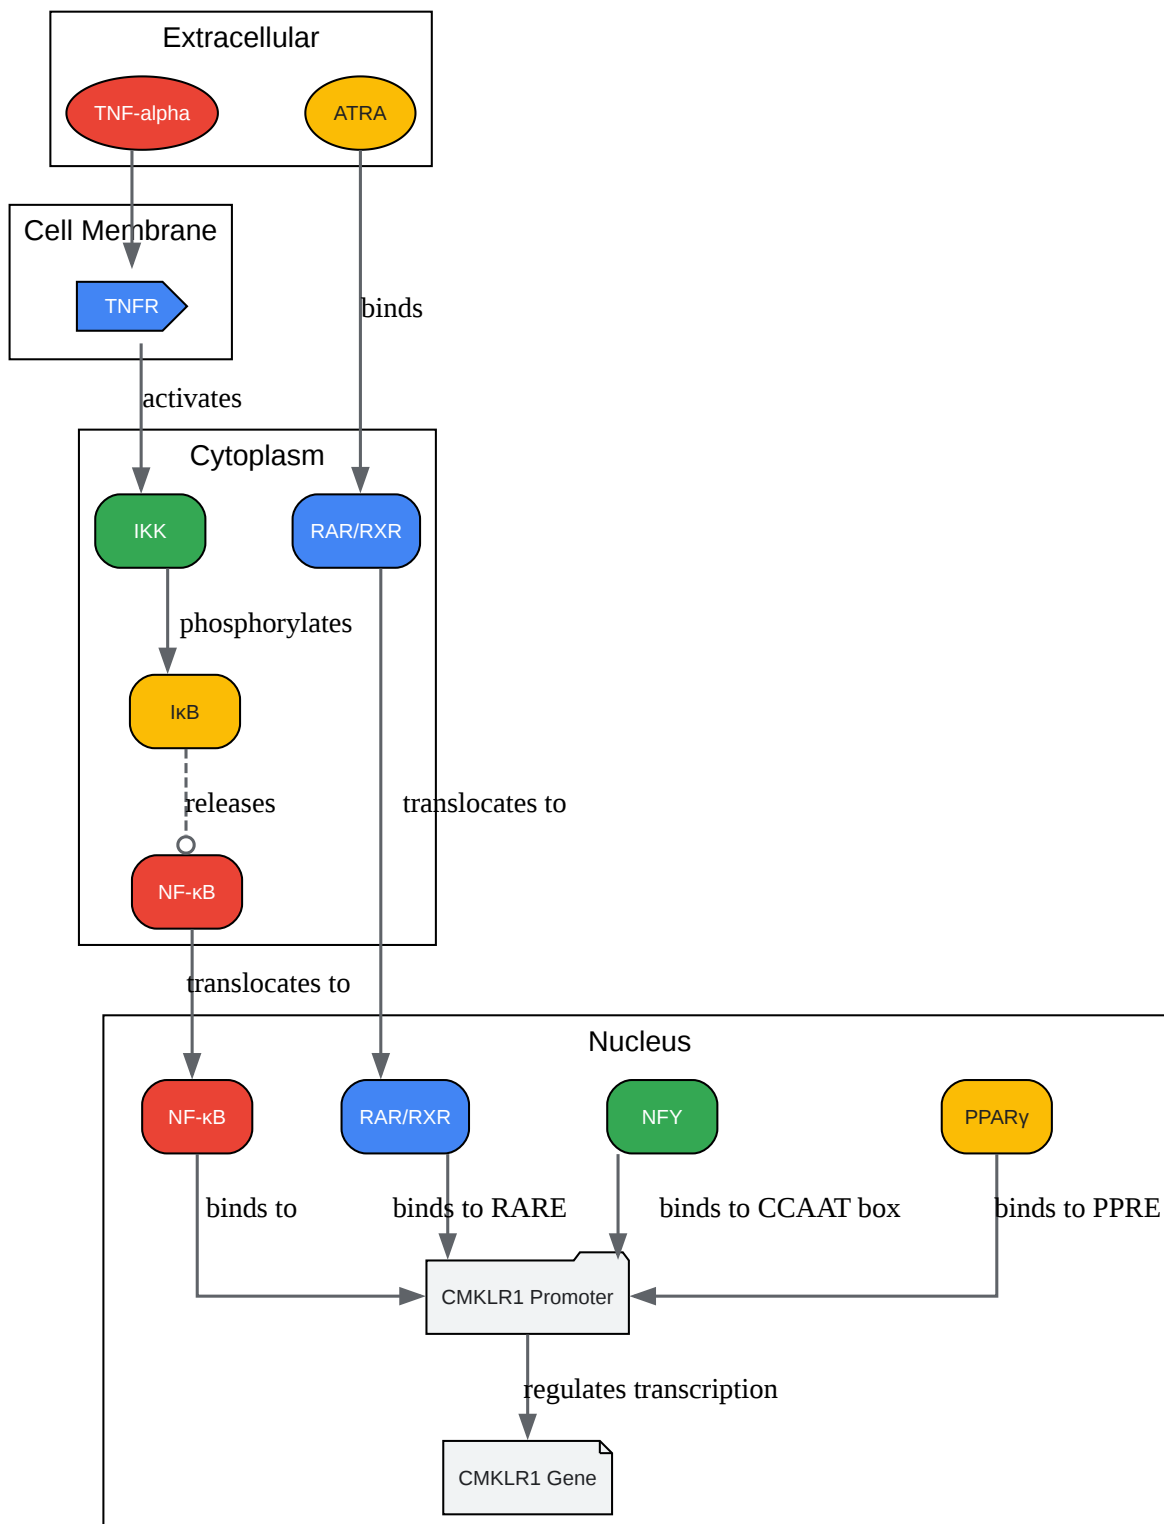 Extracellular
TNF-alpha
ATRA
Cell Membrane
TNFR
binds
activates
Cytoplasm
IKK
RAR/RXR
phosphorylates
IκB
releases
translocates to
NF-κB
translocates to
Nucleus
NF-κB
RAR/RXR
NFY
PPARγ
binds to
binds to RARE
binds to CCAAT box
binds to PPRE
CMKLR1 Promoter
regulates transcription
CMKLR1 Gene